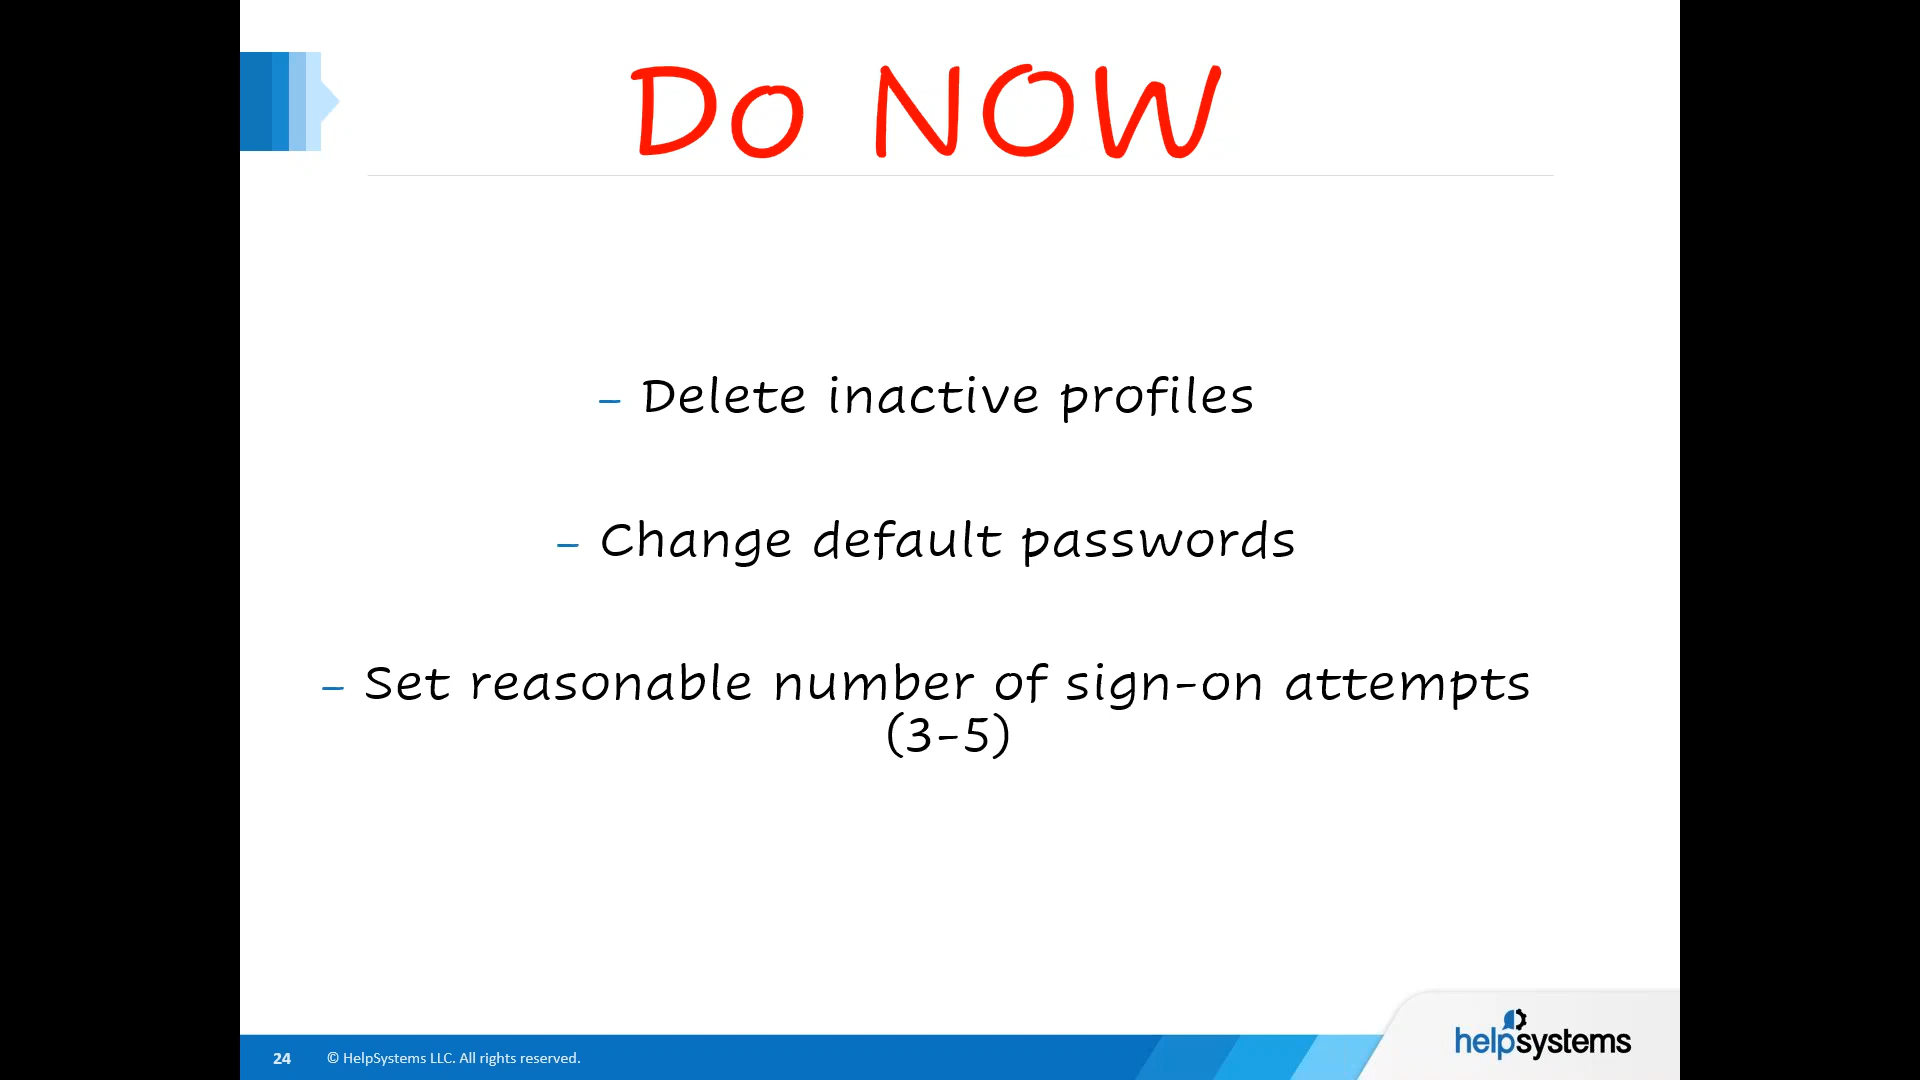 Do NOW
– Delete inactive profiles
– Change default passwords
– Set reasonable number of sign-on attempts
(3-5)
24 © HelpSystems LLC. All rights reserved.
helpsystems